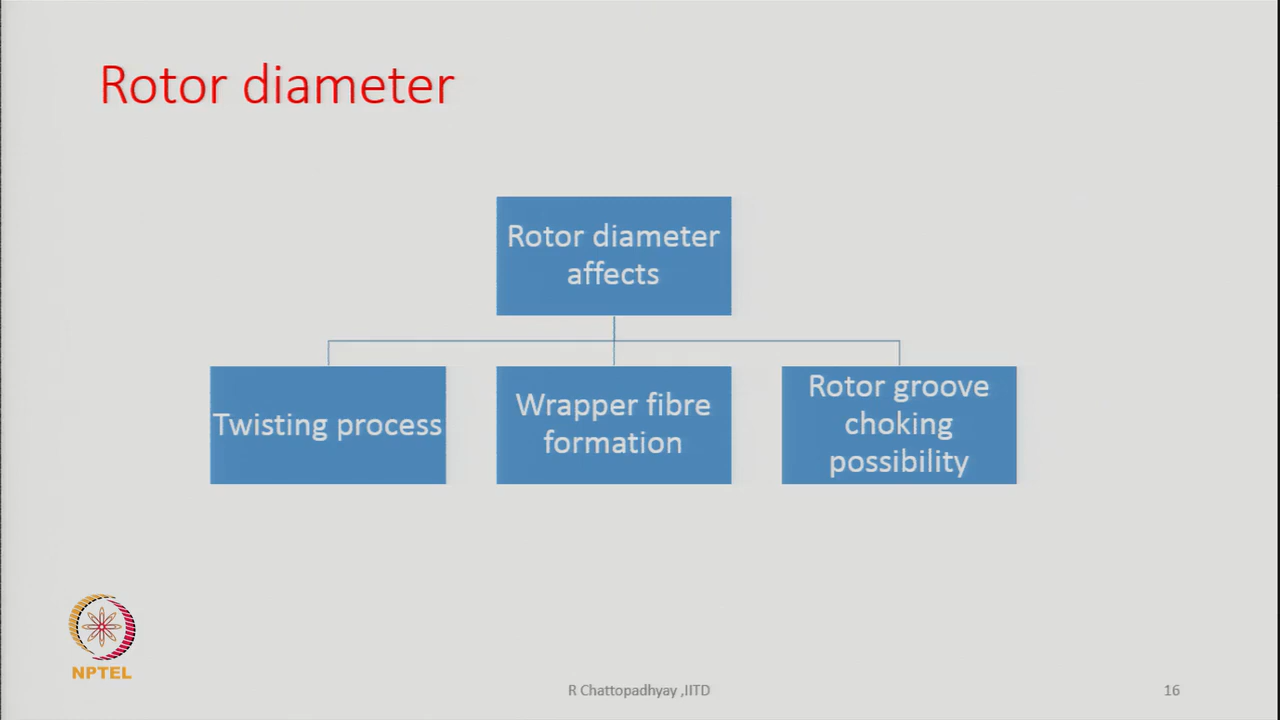 Rotor diameter
Rotor diameter
affects
Twisting process
Wrapper fibre
formation
Rotor groove
choking
possibility
NPTEL
R Chattopadhyay ,IITD
16